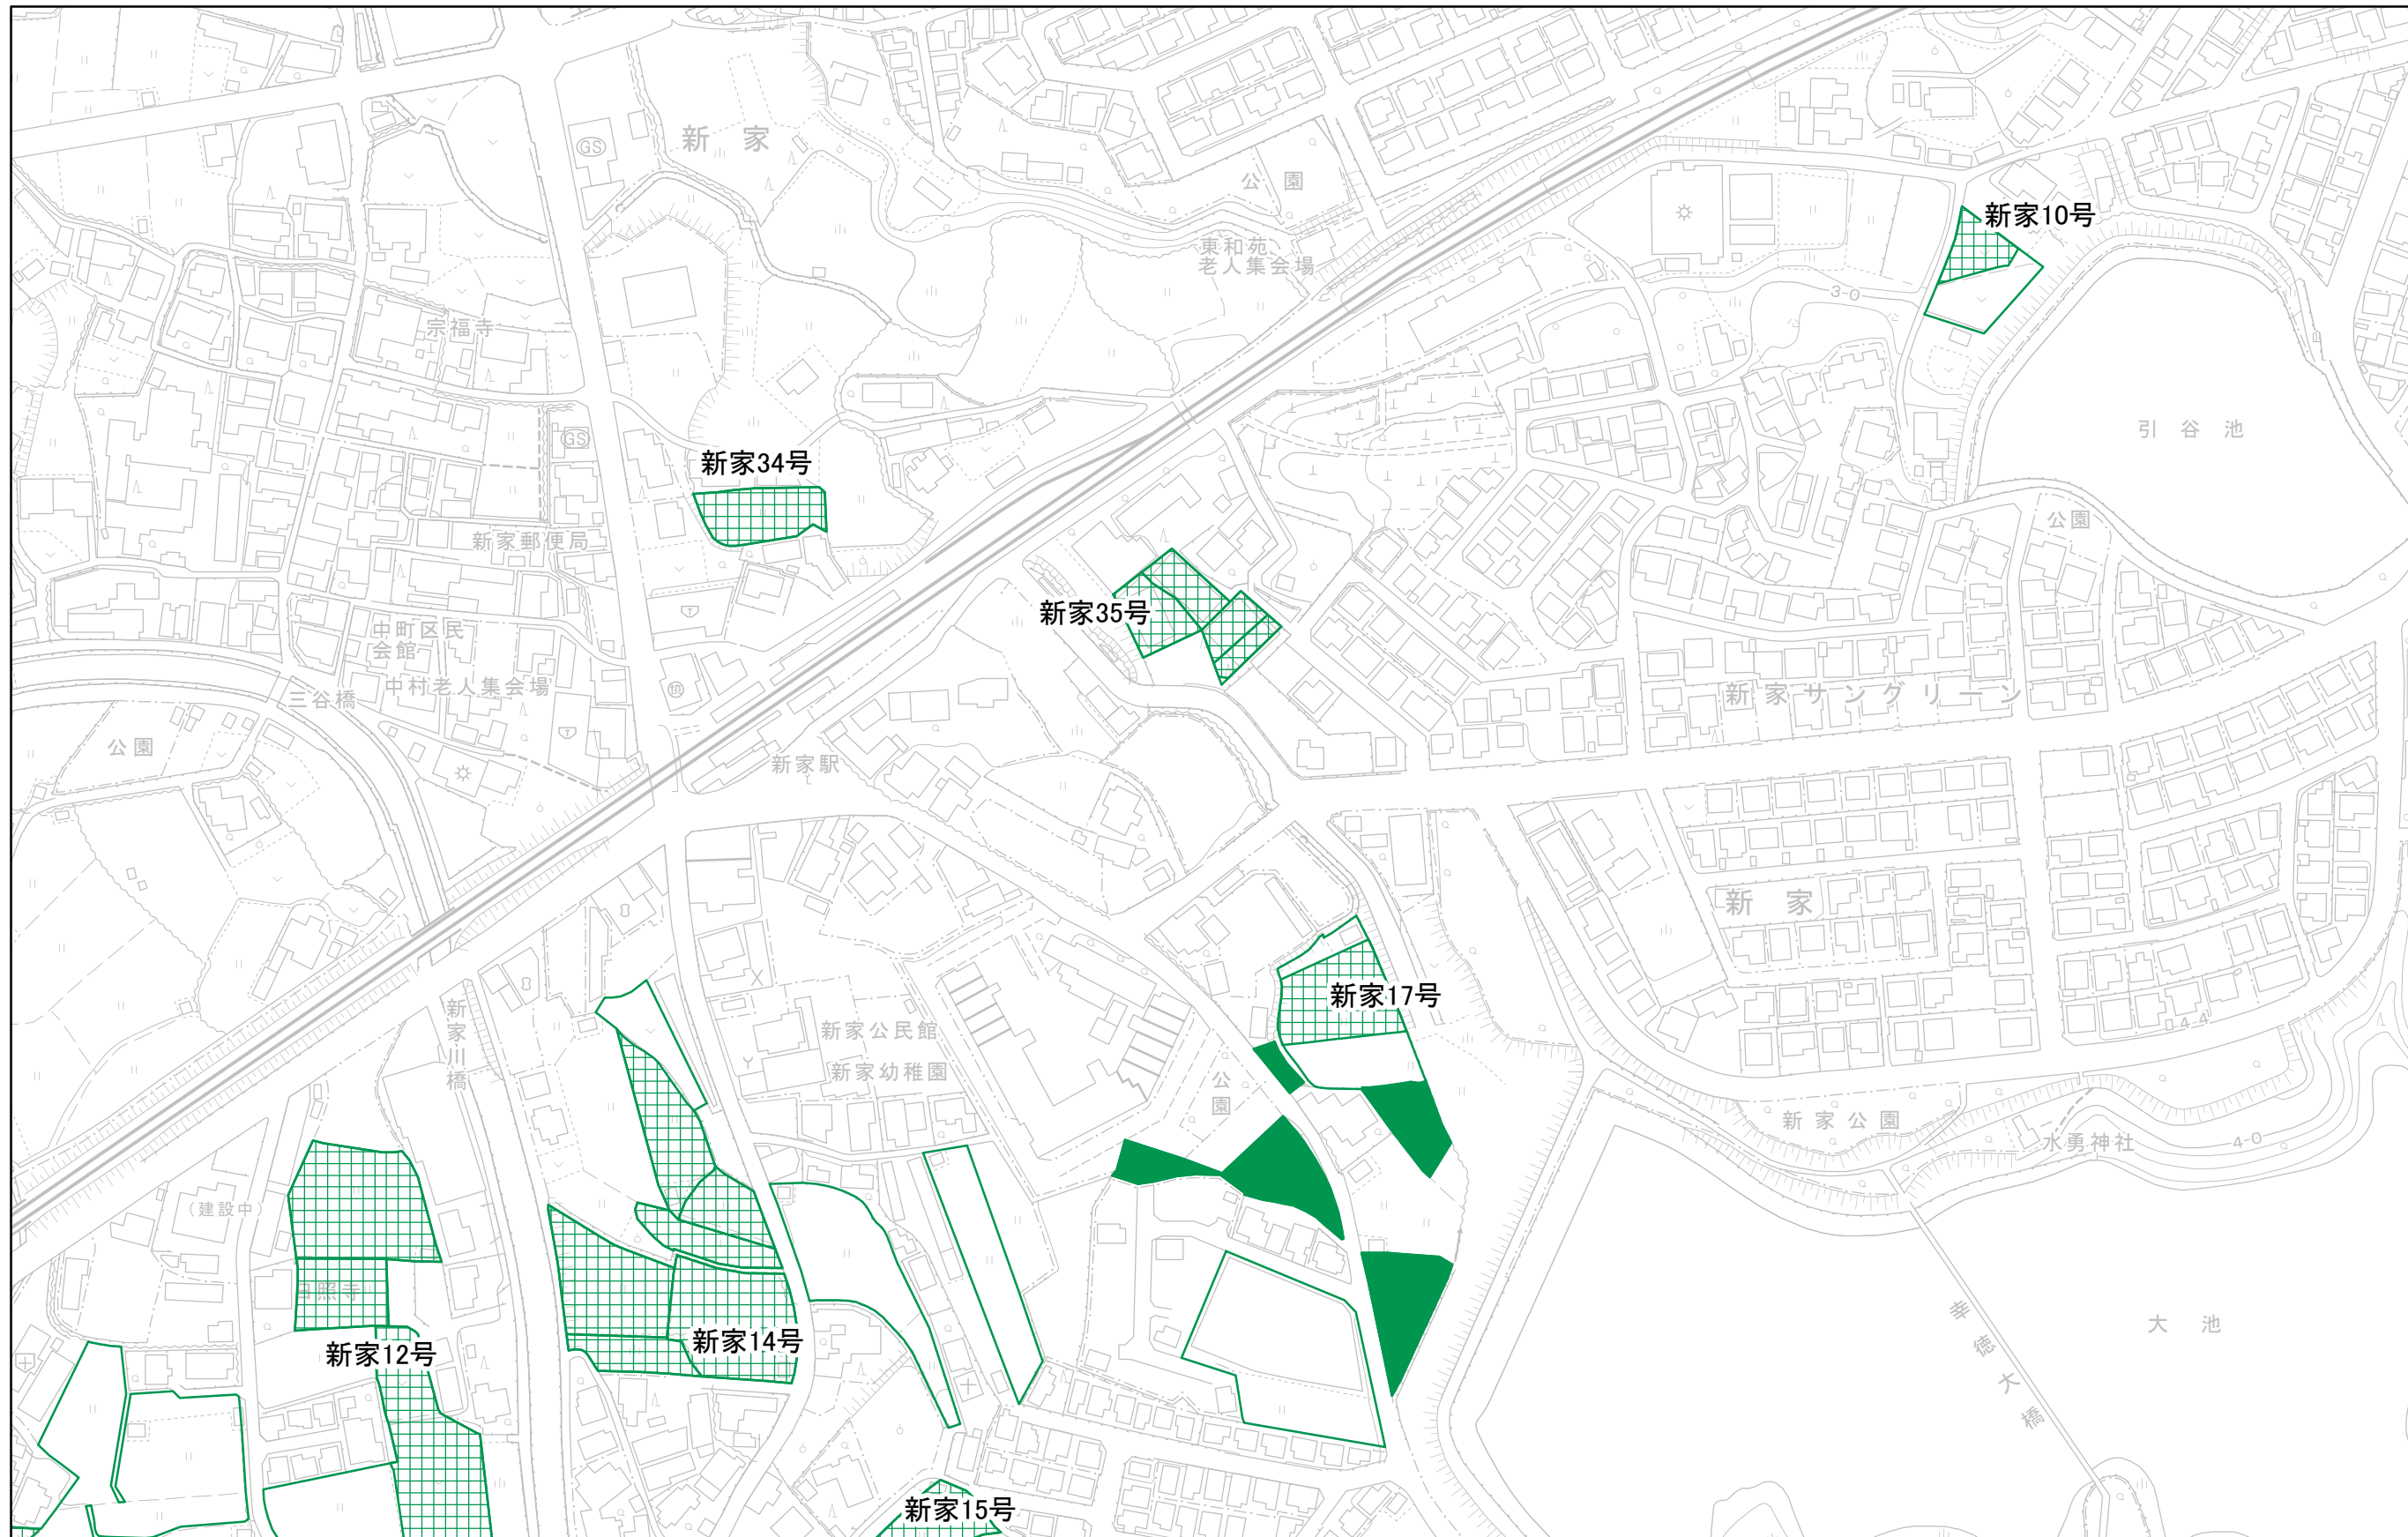 新家
GS
公園
新家10号
東和苑
老人集会場
30
宗福寺
引谷池
GS
新家34号
公園
新家郵便局
新家35号
中町区民
会館
中村老人集会場
三谷橋
新家サングリーン
公園
新家駅
新家
新家17号
新家川橋
新家公民館
新家幼稚園
公園
44
新家公園
水勇神社
40
(建設中)
日照寺
幸徳大橋
大池
新家14号
新家12号
新家15号